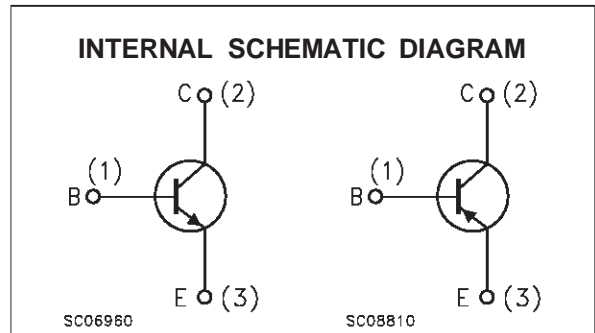 INTERNAL SCHEMATIC DIAGRAM
C (2)
C (2)
(1)
(1)
B
B
E (3)
E (3)
SC06960
SC08810